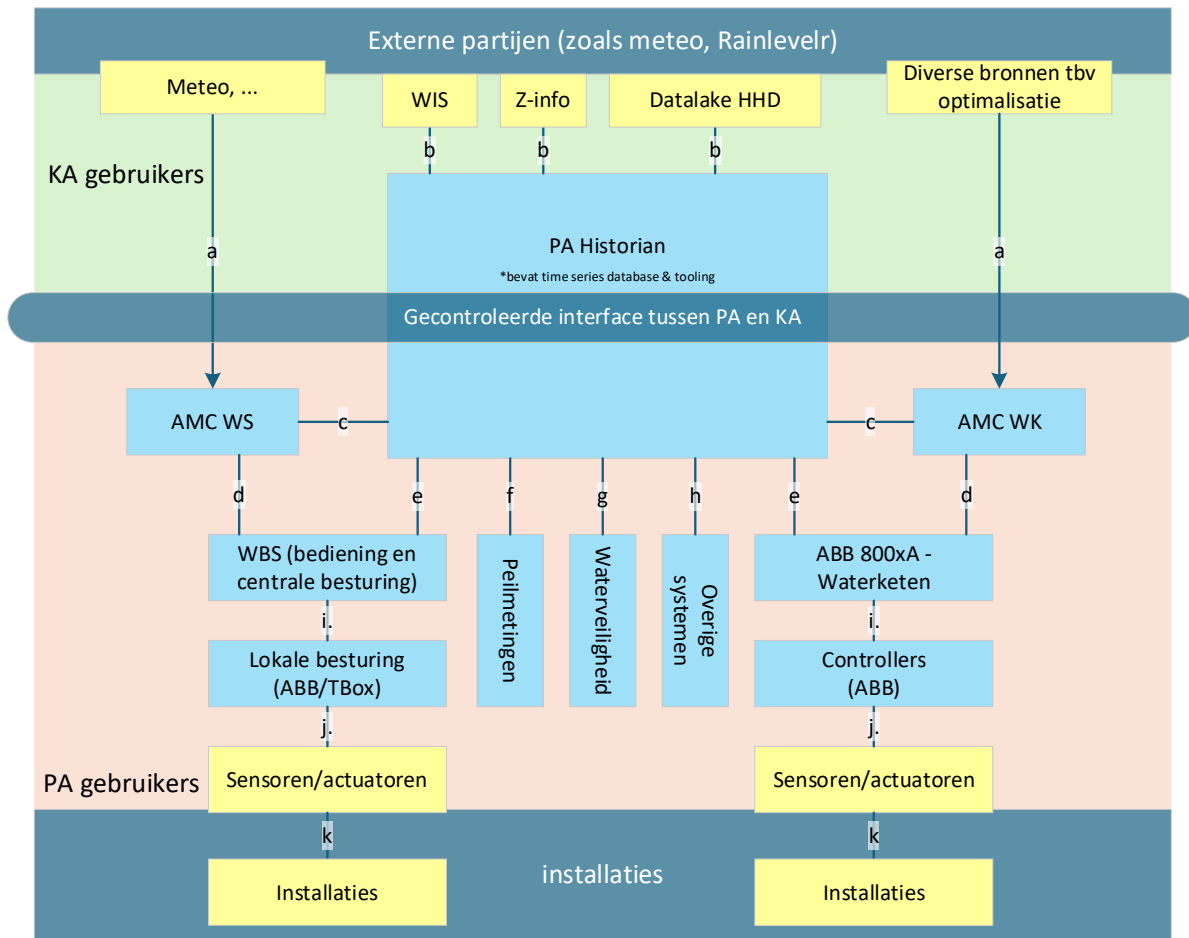 Externe partijen (zoals meteo, Rainlevelr)
Meteo, ...
WIS
Z-info
Datalake HHD
Diverse bronnen tbv
optimalisatie
b
b
b
KA gebruikers
a
a
PA Historian
*bevat time series database & tooling
Gecontroleerde interface tussen PA en KA
AMC WS
c
c
AMC WK
d
e
f
g
h
e
d
WBS (bediening en
centrale besturing)
Peilmetingen
Waterveiligheid
Overige
systemen
ABB 800xA -
Waterketen
i.
i.
Lokale besturing
(ABB/TBox)
Controllers
(ABB)
j.
j.
PA gebruikers
Sensoren/actuatoren
Sensoren/actuatoren
k
k
installaties
Installaties
Installaties